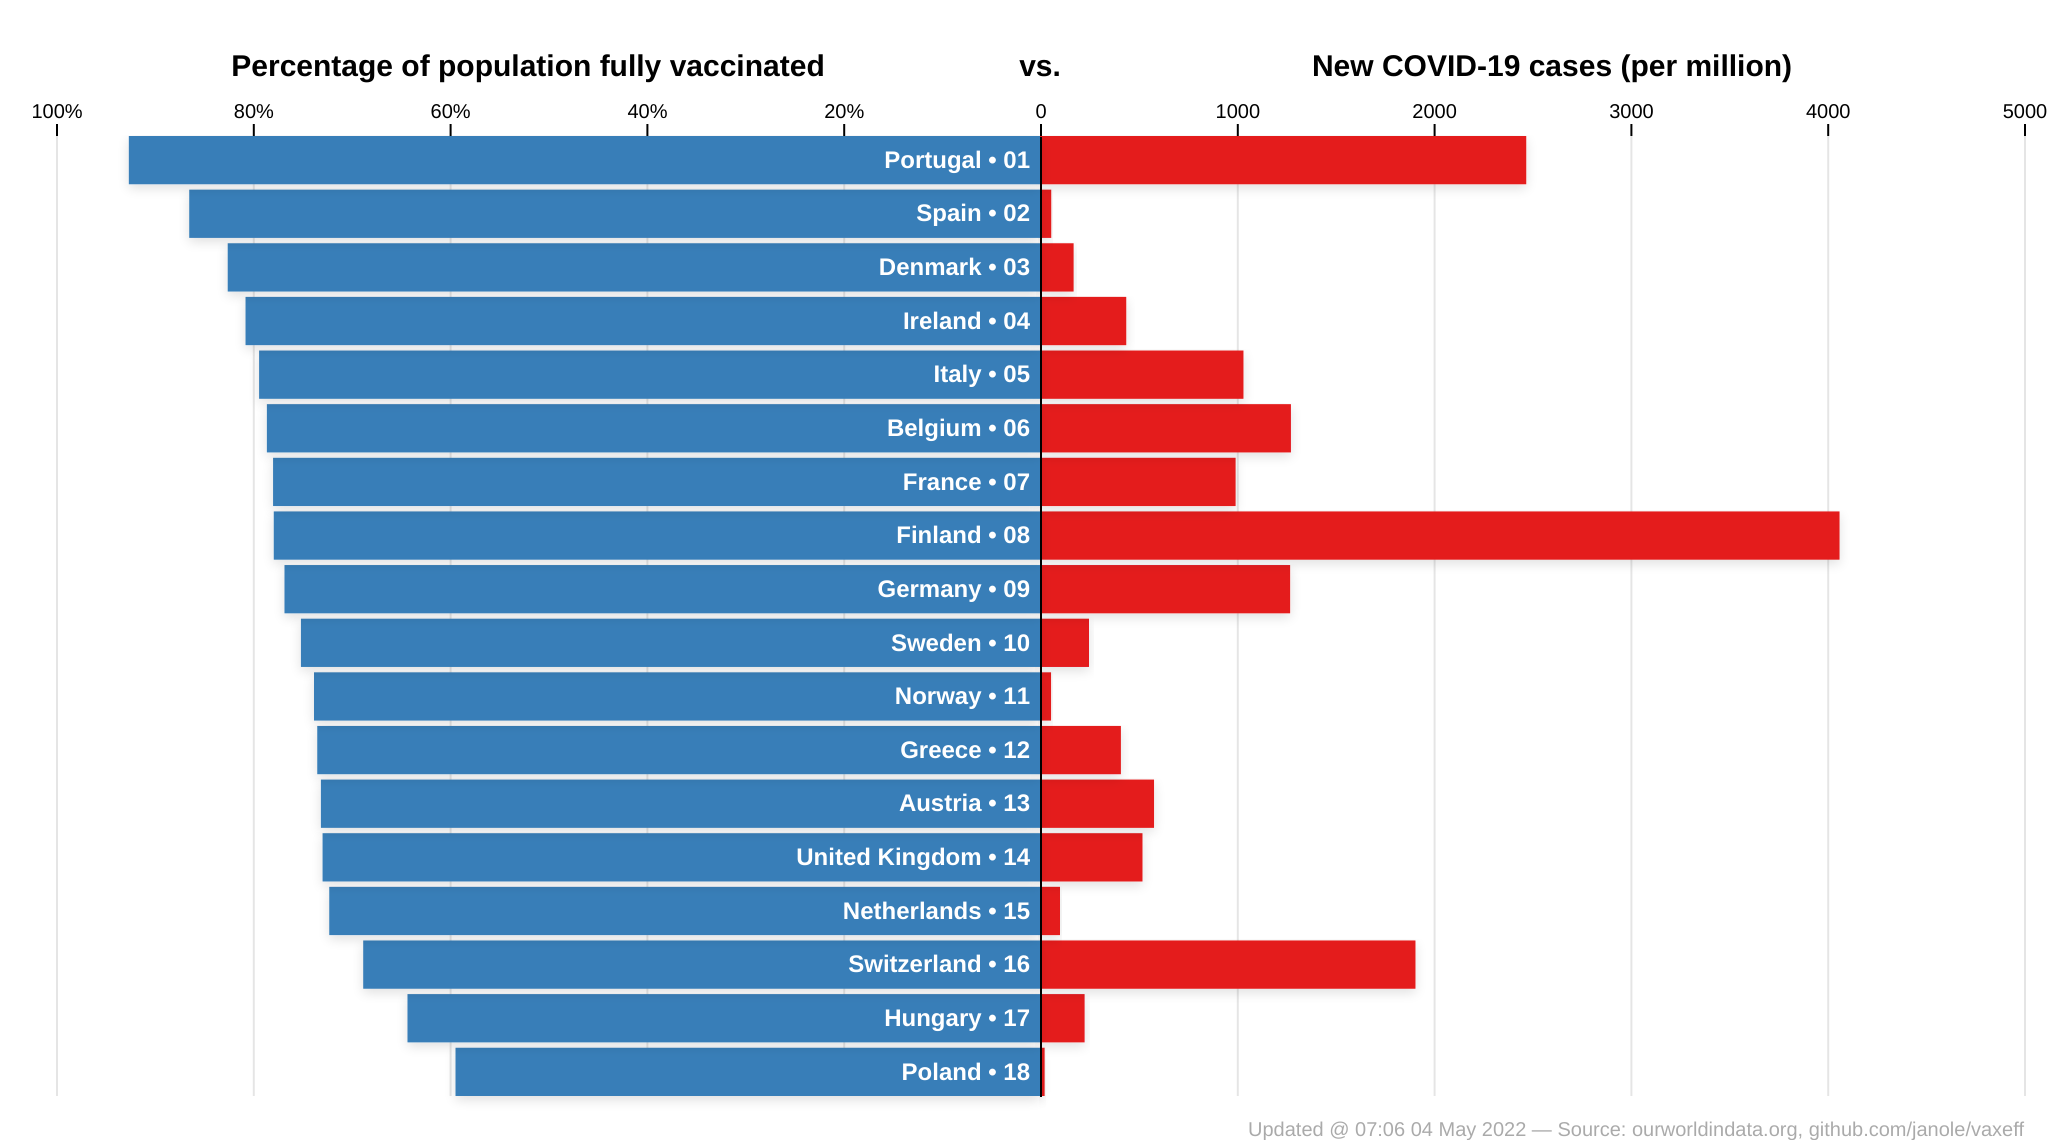 Percentage of population fully vaccinated vs. New COVID-19 cases (per million)
100% 80% 60% 40% 20% 0 1000 2000 3000 4000 5000
Portugal • 01
Spain • 02
Denmark • 03
Ireland • 04
Italy • 05
Belgium • 06
France • 07
Finland • 08
Germany • 09
Sweden • 10
Norway • 11
Greece • 12
Austria • 13
United Kingdom • 14
Netherlands • 15
Switzerland • 16
Hungary • 17
Poland • 18
Updated @ 07:06 04 May 2022 — Source: ourworldindata.org, github.com/janole/vaxeff